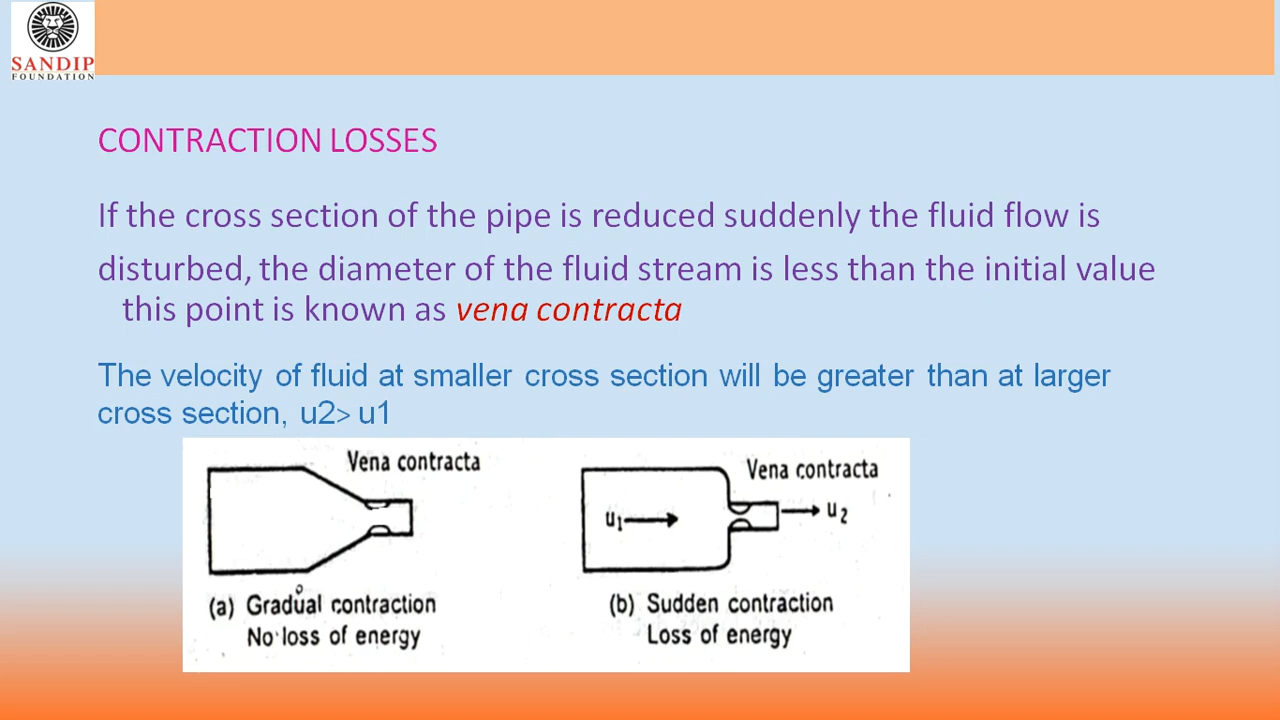 SANDIP
FOUNDATION
CONTRACTION LOSSES
If the cross section of the pipe is reduced suddenly the fluid flow is
disturbed, the diameter of the fluid stream is less than the initial value
this point is known as vena contracta
The velocity of fluid at smaller cross section will be greater than at larger
cross section, u2> u1
Vena contracta
(a) Gradual contraction
No loss of energy
Vena contracta
u₁
u₂
(b) Sudden contraction
Loss of energy